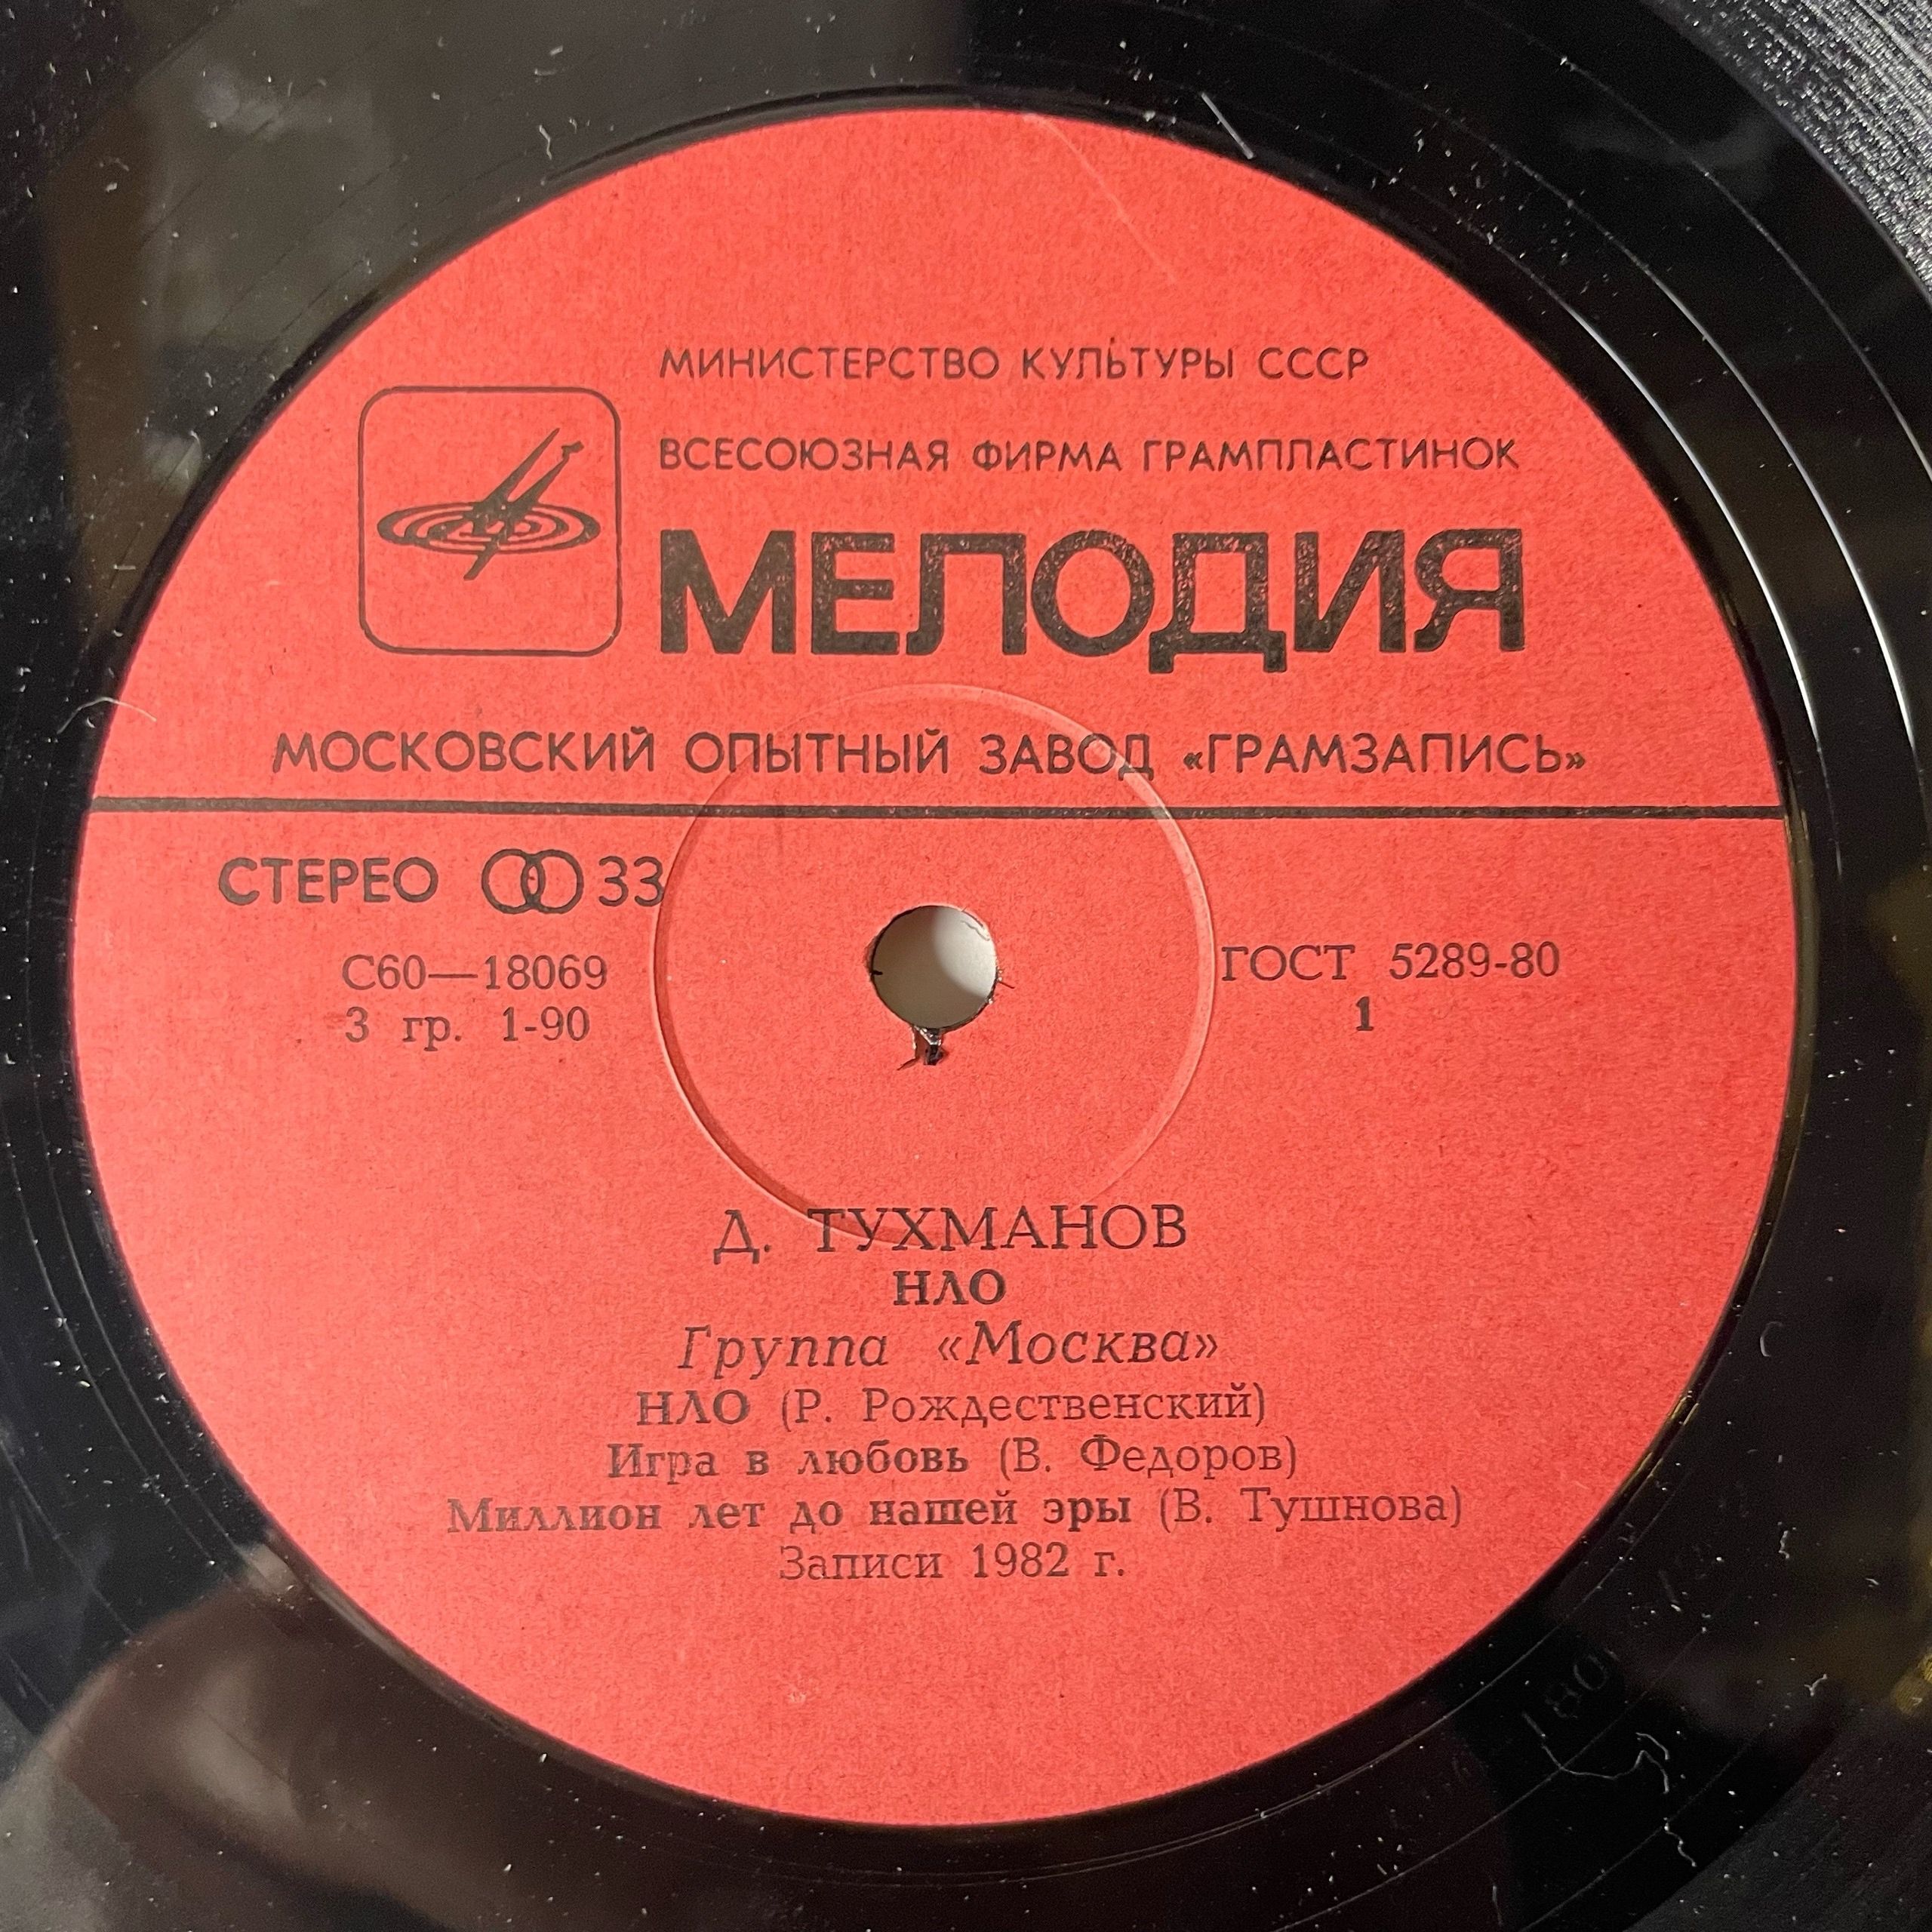 МИНИСТЕРСТВО КУЛЬТУРЫ СССР
ВСЕСОЮЗНАЯ ФИРМА ГРАМПЛАСТИНОК
МЕЛОДИЯ
МОСКОВСКИЙ ОПЫТНЫЙ ЗАВОД «ГРАМЗАПИСЬ»
СТЕРЕО 33
С60—18069
3 гр. 1-90
ГОСТ 5289-80
1
Д. ТУХМАНОВ
НЛО
Группа «Москва»
НЛО (Р. Рождественский)
Игра в любовь (В. Федоров)
Миллион лет до нашей эры (В. Тушнова)
Записи 1982 г.